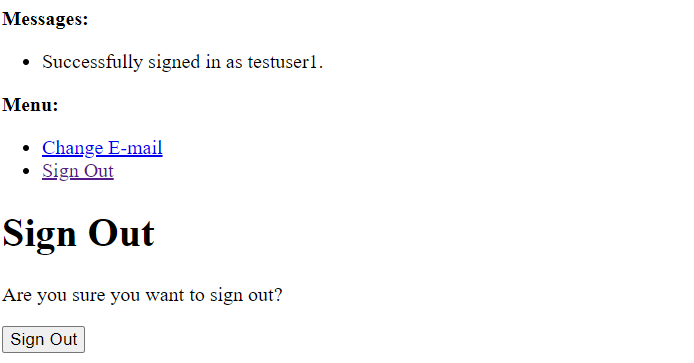 Messages:
Successfully signed in as testuser1.
Menu:
Change E-mail
Sign Out
Sign Out
Are you sure you want to sign out?
Sign Out